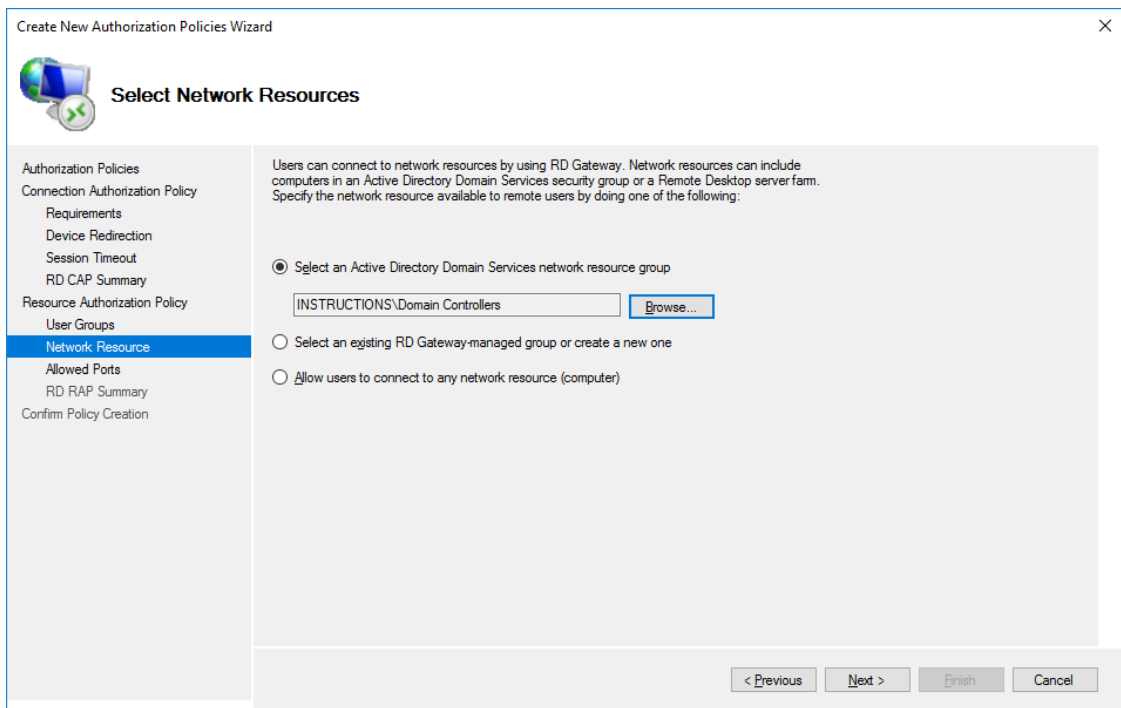 Create New Authorization Policies Wizard
Select Network Resources
Authorization Policies
Connection Authorization Policy
Requirements
Device Redirection
Session Timeout
RD CAP Summary
Resource Authorization Policy
User Groups
Network Resource
Allowed Ports
RD RAP Summary
Confirm Policy Creation
Users can connect to network resources by using RD Gateway. Network resources can include
computers in an Active Directory Domain Services security group or a Remote Desktop server farm.
Specify the network resource available to remote users by doing one of the following:
Select an Active Directory Domain Services network resource group
INSTRUCTIONS\Domain Controllers
Browse...
Select an existing RD Gateway-managed group or create a new one
Allow users to connect to any network resource (computer)
< Previous
Next >
Finish
Cancel